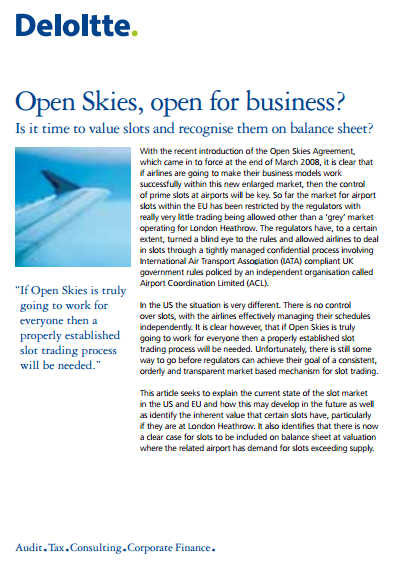 Deloitte.
Open Skies, open for business?
Is it time to value slots and recognise them on balance sheet?
With the recent introduction of the Open Skies Agreement,
which came in to force at the end of March 2008, it is clear that
if airlines are going to make their business models work
successfully within this new enlarged market, then the control
of prime slots at airports will be key. So far the market for airport
slots within the EU has been restricted by the regulators with
really very little trading being allowed other than a ‘grey’ market
operating for London Heathrow. The regulators have, to a certain
extent, turned a blind eye to the rules and allowed airlines to deal
in slots through a tightly managed confidential process involving
International Air Transport Association (IATA) compliant UK
government rules policed by an independent organisation called
Airport Coordination Limited (ACL).
“If Open Skies is truly
going to work for
everyone then a
properly established
slot trading process
will be needed.”
In the US the situation is very different. There is no control
over slots, with the airlines effectively managing their schedules
independently. It is clear however, that if Open Skies is truly
going to work for everyone then a properly established slot
trading process will be needed. Unfortunately, there is still some
way to go before regulators can achieve their goal of a consistent,
orderly and transparent market based mechanism for slot trading.
This article seeks to explain the current state of the slot market
in the US and EU and how this may develop in the future as well
as identify the inherent value that certain slots have, particularly
if they are at London Heathrow. It also identifies that there is now
a clear case for slots to be included on balance sheet at valuation
where the related airport has demand for slots exceeding supply.
Audit.Tax.Consulting.Corporate Finance.